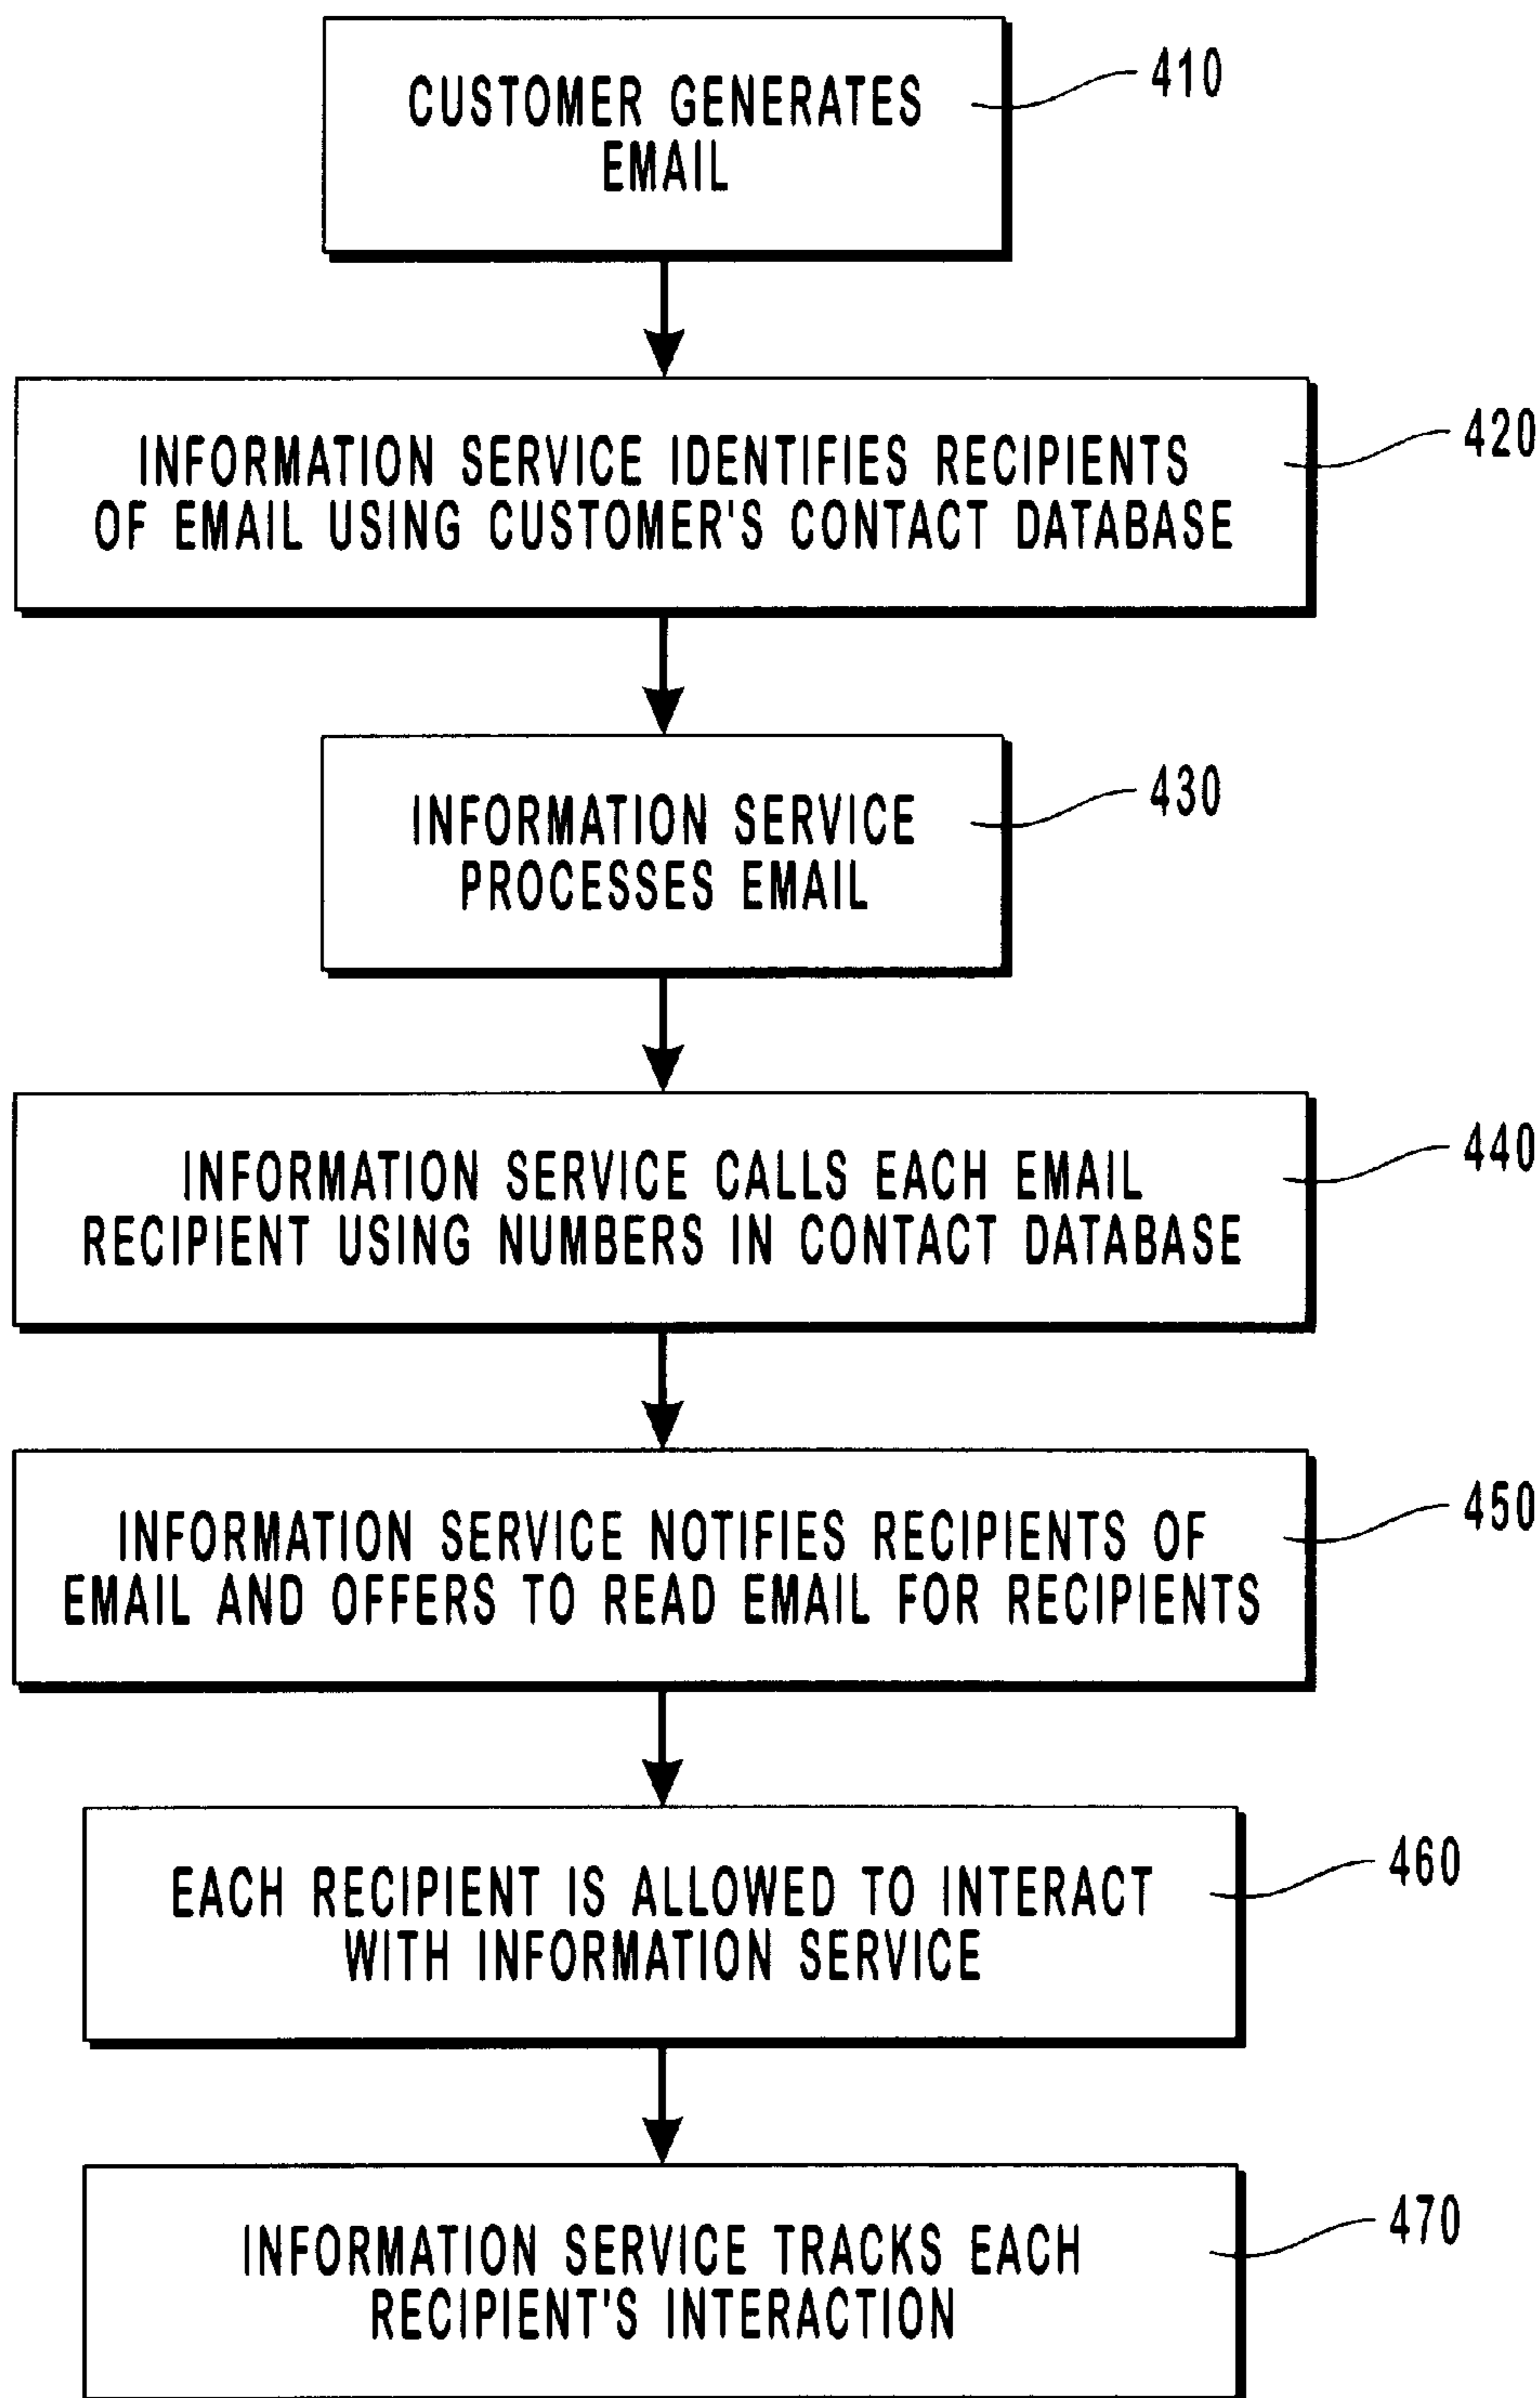 CUSTOMER GENERATES
EMAIL
410
INFORMATION SERVICE IDENTIFIES RECIPIENTS
OF EMAIL USING CUSTOMER'S CONTACT DATABASE
420
INFORMATION SERVICE
PROCESSES EMAIL
430
INFORMATION SERVICE CALLS EACH EMAIL
RECIPIENT USING NUMBERS IN CONTACT DATABASE
440
INFORMATION SERVICE NOTIFIES RECIPIENTS OF
EMAIL AND OFFERS TO READ EMAIL FOR RECIPIENTS
450
EACH RECIPIENT IS ALLOWED TO INTERACT
WITH INFORMATION SERVICE
460
INFORMATION SERVICE TRACKS EACH
RECIPIENT'S INTERACTION
470